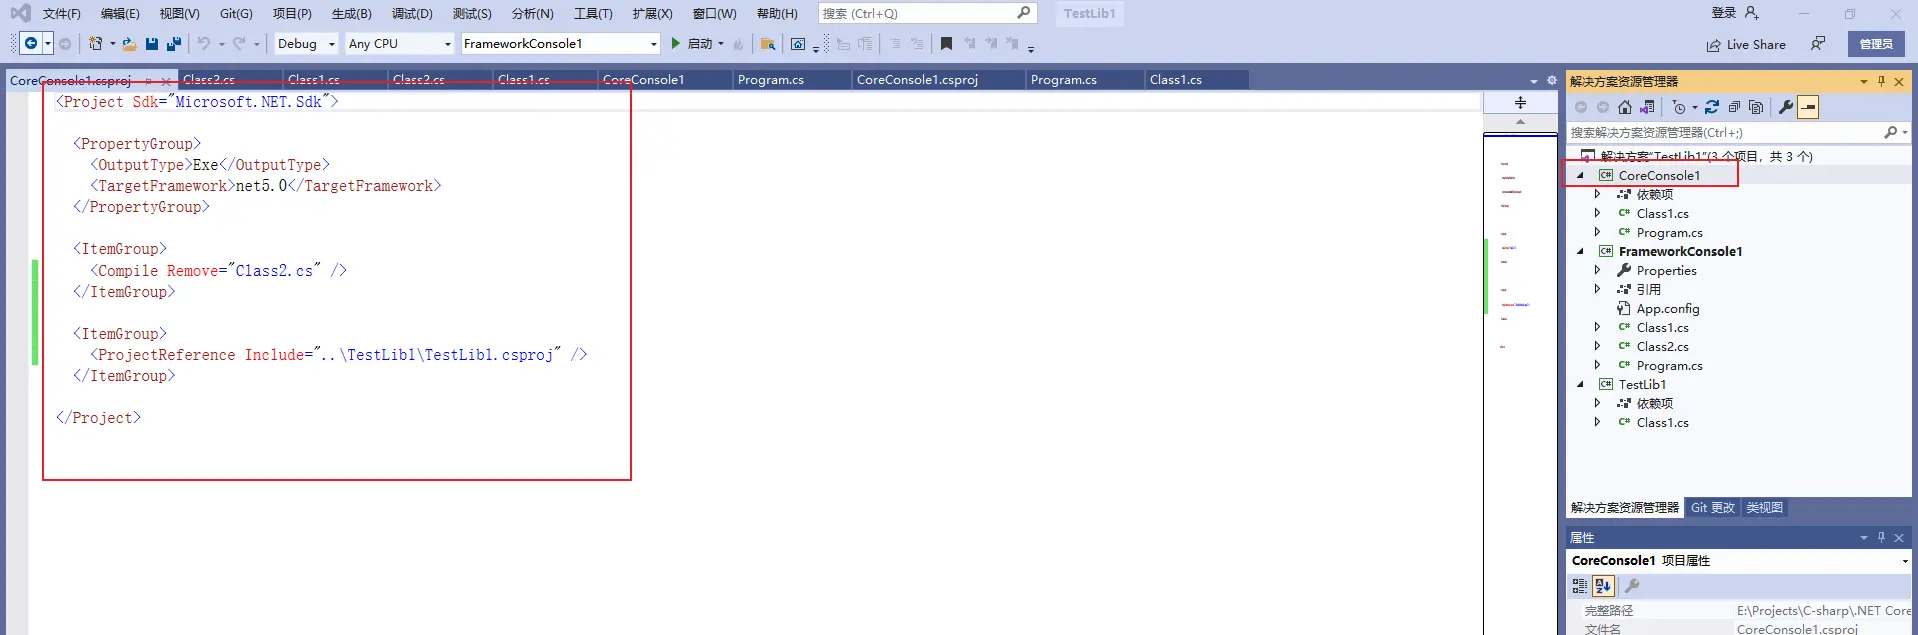 文件(F) 编辑(E) 视图(V) Git(G) 项目(P) 生成(B) 调试(D) 测试(S) 分析(N) 工具(T) 扩展(X) 窗口(W) 帮助(H) 搜索 (Ctrl+Q) TestLib1 登录
Debug Any CPU FrameworkConsole1 启动 Live Share 管理员
CoreConsole1.csproj Class2.cs Class1.cs Class2.cs Class1.cs CoreConsole1 Program.cs CoreConsole1.csproj Program.cs Class1.cs
<Project Sdk="Microsoft.NET.Sdk">
<PropertyGroup>
<OutputType>Exe</OutputType>
<TargetFramework>net5.0</TargetFramework>
</PropertyGroup>
<ItemGroup>
<Compile Remove="Class2.cs" />
</ItemGroup>
<ItemGroup>
<ProjectReference Include="..\TestLib1\TestLib1.csproj" />
</ItemGroup>
</Project>
解决方案资源管理器
搜索解决方案资源管理器(Ctrl+;)
解决方案"TestLib1"(3 个项目，共 3 个)
CoreConsole1
依赖项
Class1.cs
Program.cs
FrameworkConsole1
Properties
引用
App.config
Class1.cs
Class2.cs
Program.cs
TestLib1
依赖项
Class1.cs
解决方案资源管理器 Git 更改 类视图
属性
CoreConsole1 项目属性
完整路径 E:\Projects\C-sharp\.NET Core
文件名 CoreConsole1.csproj